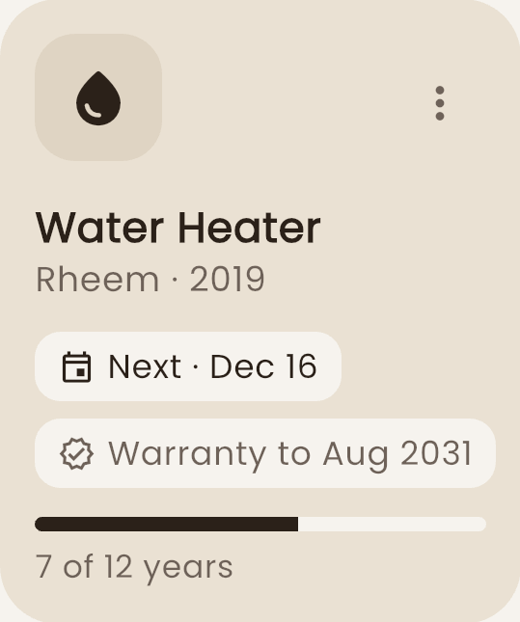 Water Heater
Rheem · 2019
Next · Dec 16
Warranty to Aug 2031
7 of 12 years